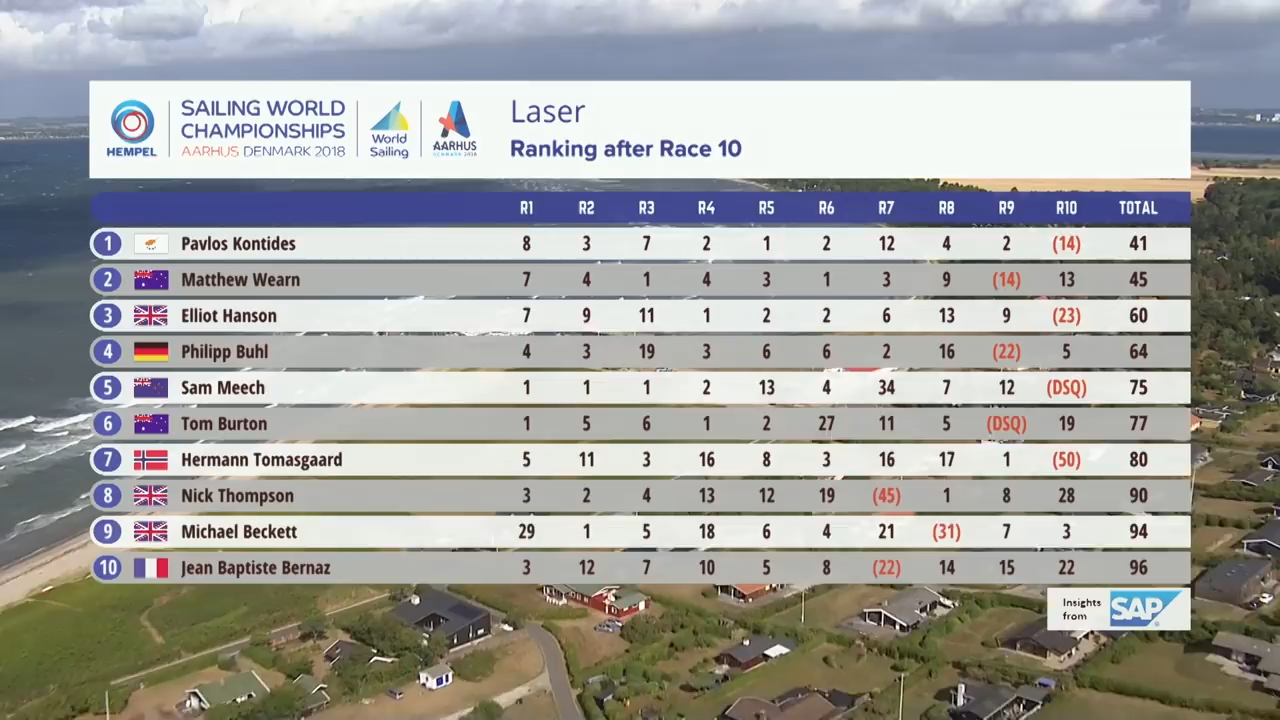 HEMPEL
SAILING WORLD
CHAMPIONSHIPS
AARHUS DENMARK 2018
World
Sailing
AARHUS
Laser
Ranking after Race 10
R1 R2 R3 R4 R5 R6 R7 R8 R9 R10 TOTAL
1 Pavlos Kontides 8 3 7 2 1 2 12 4 2 (14) 41
2 Matthew Wearn 7 4 1 4 3 1 3 9 (14) 13 45
3 Elliot Hanson 7 9 11 1 2 2 6 13 9 (23) 60
4 Philipp Buhl 4 3 19 3 6 6 2 16 (22) 5 64
5 Sam Meech 1 1 1 2 13 4 34 7 12 (DSQ) 75
6 Tom Burton 1 5 6 1 2 27 11 5 (DSQ) 19 77
7 Hermann Tomasgaard 5 11 3 16 8 3 16 17 1 (50) 80
8 Nick Thompson 3 2 4 13 12 19 (45) 1 8 28 90
9 Michael Beckett 29 1 5 18 6 4 21 (31) 7 3 94
10 Jean Baptiste Bernaz 3 12 7 10 5 8 (22) 14 15 22 96
Insights
from
SAP